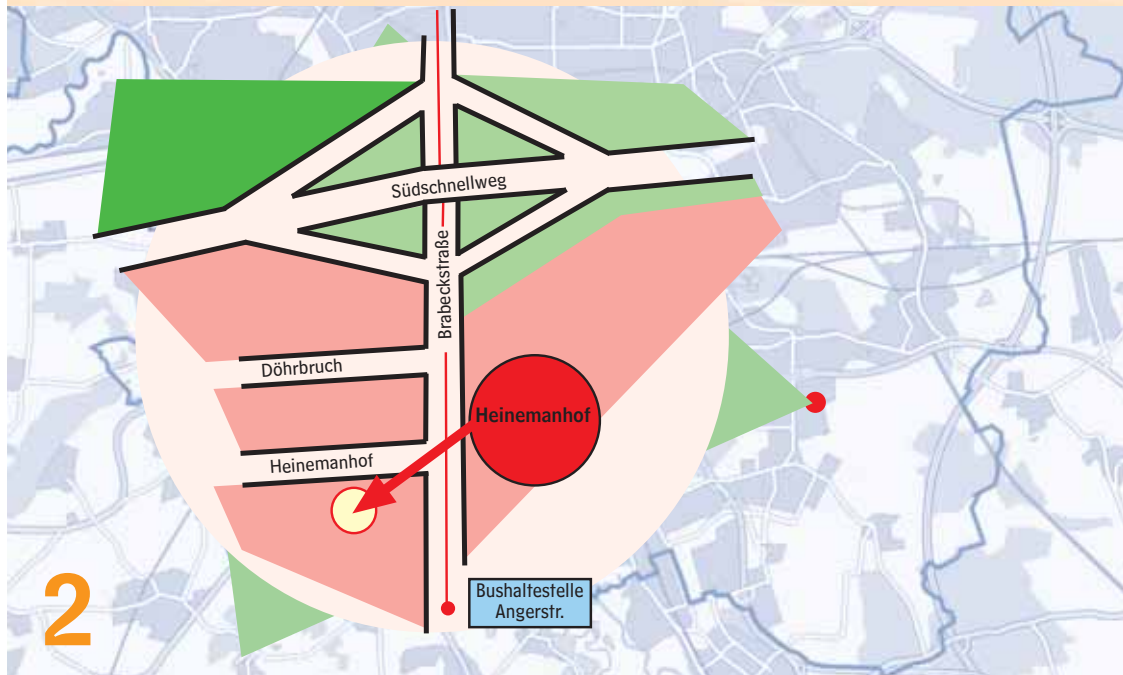 Südschnellweg
Brabeckstraße
Döhrbruch
Heinemanhof
Heinemanhof
Bushaltestelle
Angerstr.
2